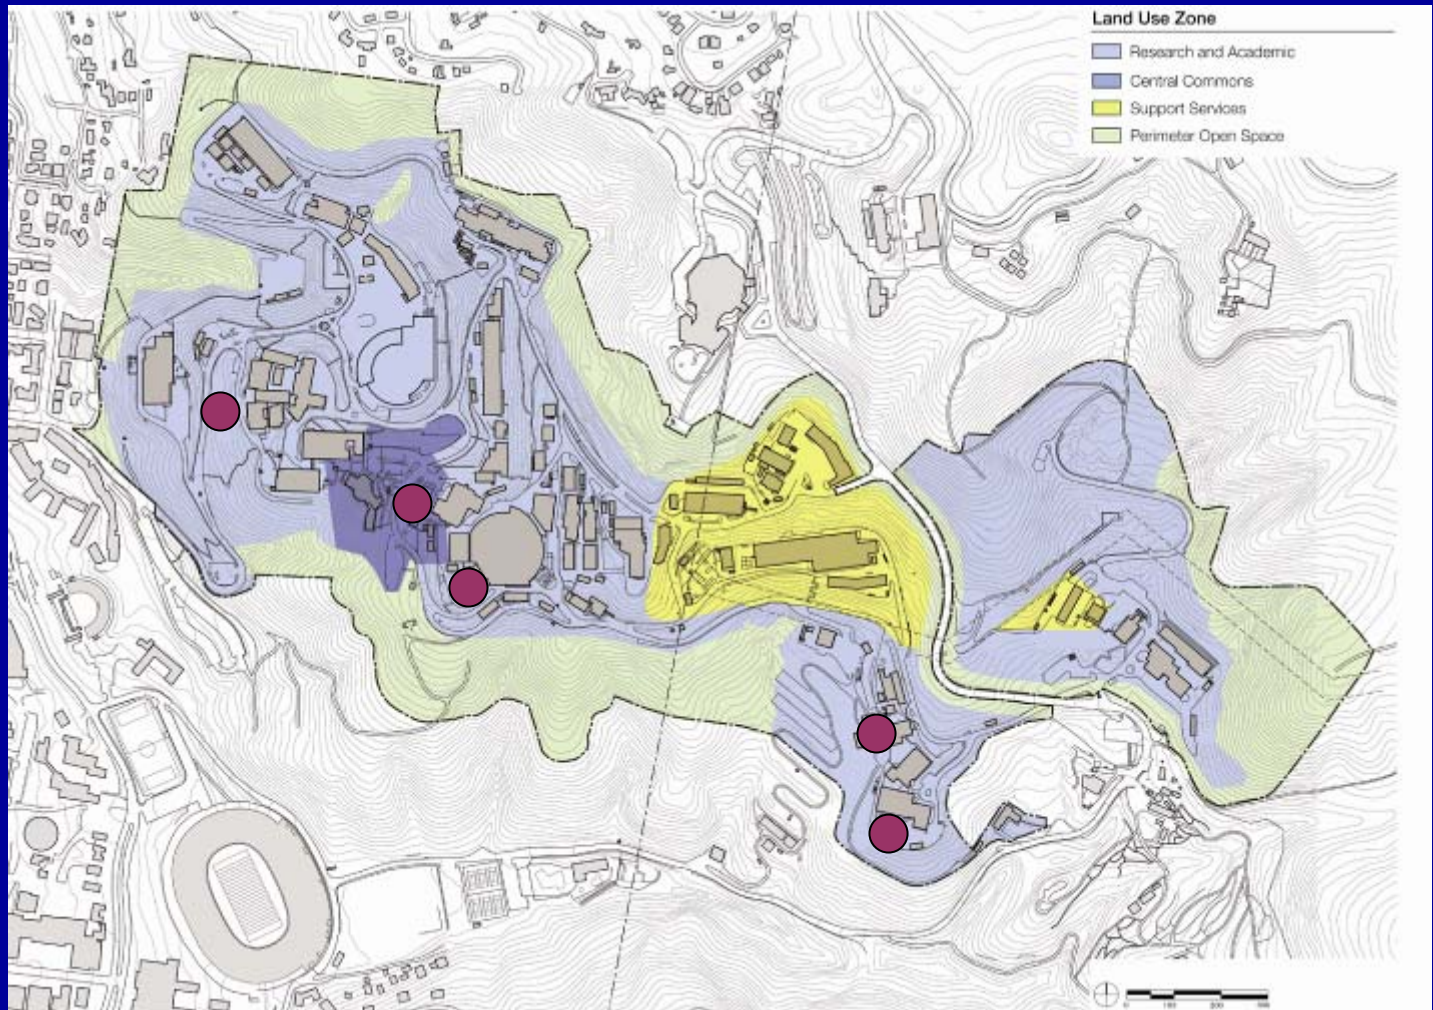 Land Use Zone
Research and Academic
Central Commons
Support Services
Perimeter Open Space